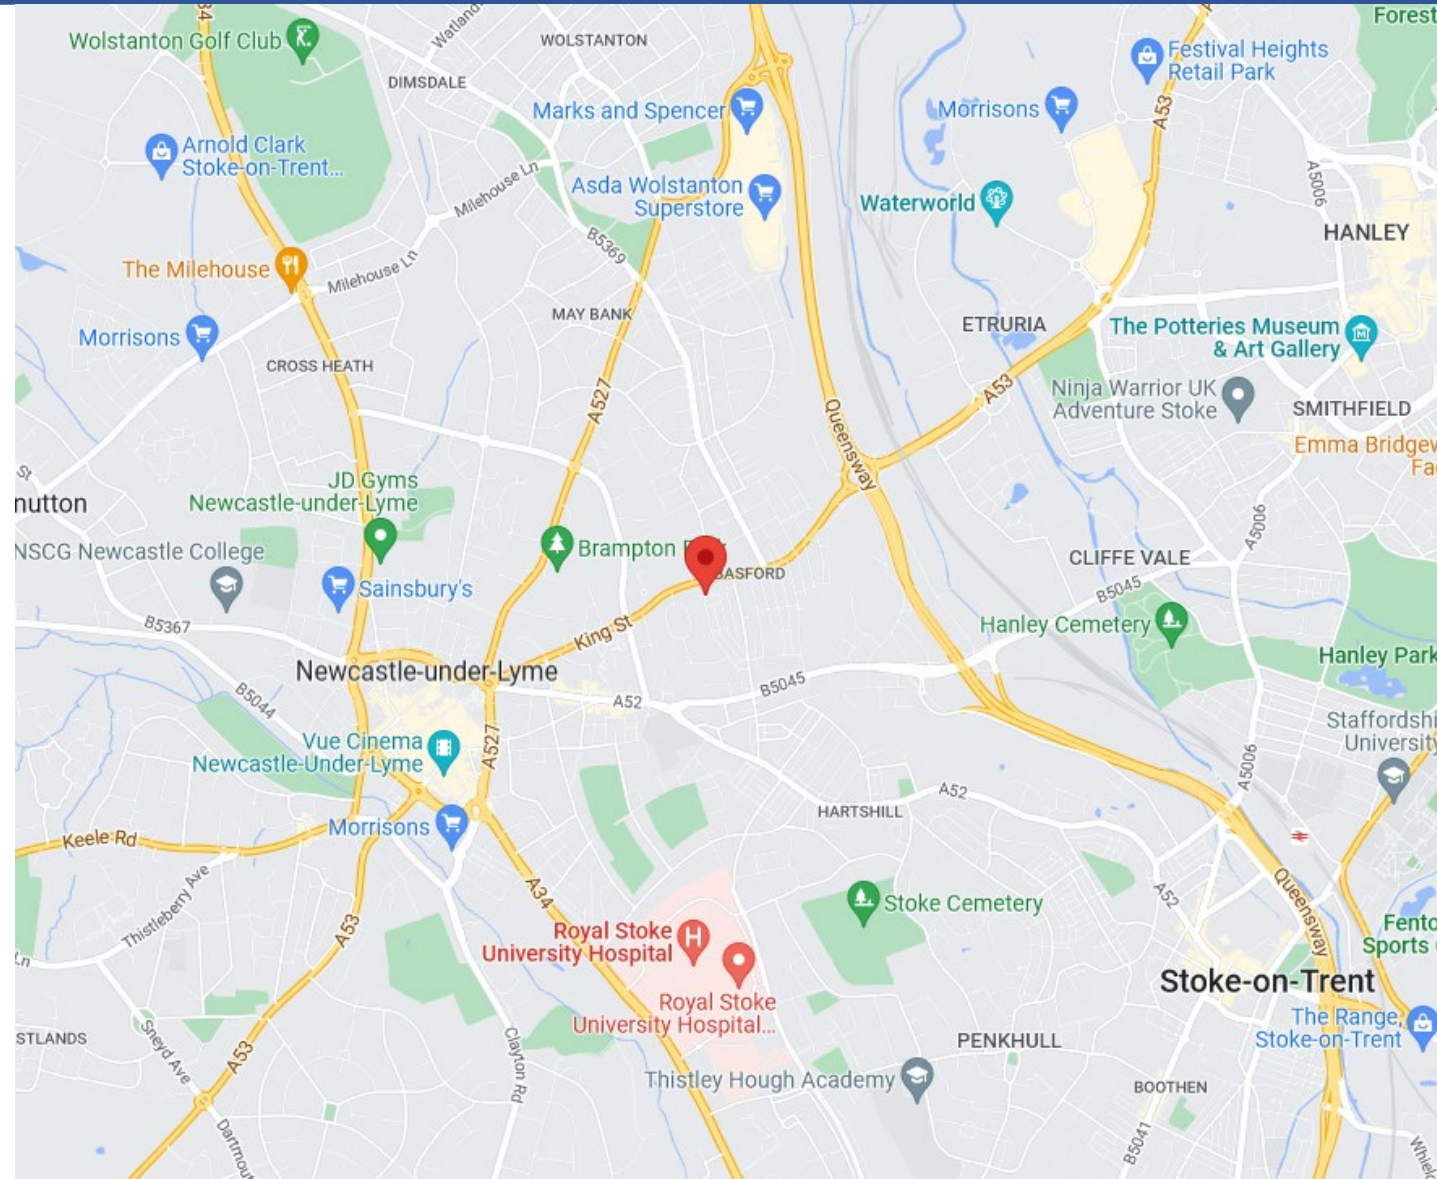 34
Wolstanton Golf Club
WOLSTANTON
DIMSDALE
Forest
Festival Heights
Retail Park
Marks and Spencer
Morrisons
A53
Arnold Clark
Stoke-on-Trent...
Milehouse Ln
Asda Wolstanton
Superstore
A5006
Waterworld
B5369
HANLEY
The Milehouse
Milehouse Ln
MAY BANK
ETRURIA
The Potteries Museum
& Art Gallery
Morrisons
CROSS HEATH
A527
A53
Ninja Warrior UK
Adventure Stoke
SMITHFIELD
Queensway
Emma Bridgew
Fac
St
nutton
JD Gyms
Newcastle-under-Lyme
A5006
NSCG Newcastle College
Brampton
BASFORD
CLIFFE VALE
Sainsbury's
B5045
B5367
King St
Hanley Cemetery
Hanley Park
Newcastle-under-Lyme
B5044
A52
B5045
Staffordshi
University
Vue Cinema
Newcastle-Under-Lyme
A527
A5006
A52
HARTSHILL
Morrisons
Keele Rd
Thistleberry Ave
A34
A52
Queensway
Stoke Cemetery
A53
Royal Stoke
University Hospital
H
Fento
Sports
Ln
Royal Stoke
University Hospital...
Stoke-on-Trent
The Range,
Stoke-on-Trent
STLANDS
Sneyd Ave
A53
Clayton Rd
PENKHULL
Thistley Hough Academy
BOOTHEN
B5041